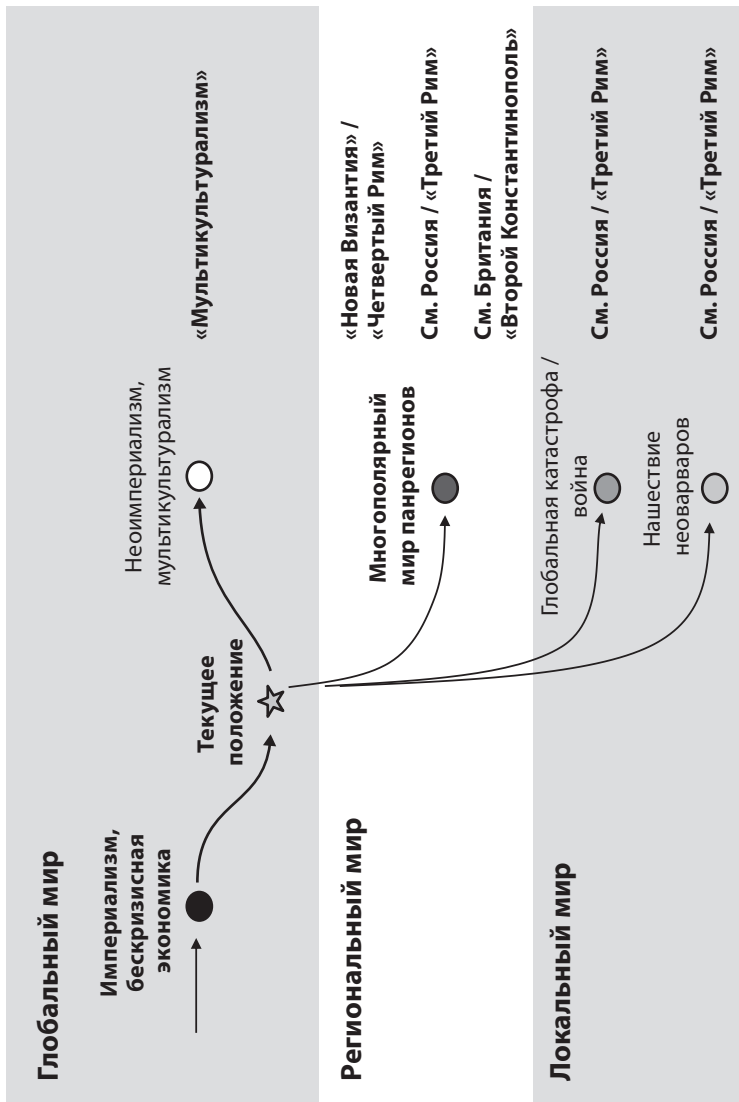 Глобальный мир
Империализм,
бескризисная
экономика
Текущее
положение
Неоимпериализм,
мультикультурализм
«Мультикультурализм»
Региональный мир
Многополярный
мир панрегионов
«Новая Византия» /
«Четвертый Рим»
См. Россия / «Третий Рим»
См. Британия /
«Второй Константинополь»
Локальный мир
Глобальная катастрофа /
война
См. Россия / «Третий Рим»
Нашествие
неоварваров
См. Россия / «Третий Рим»